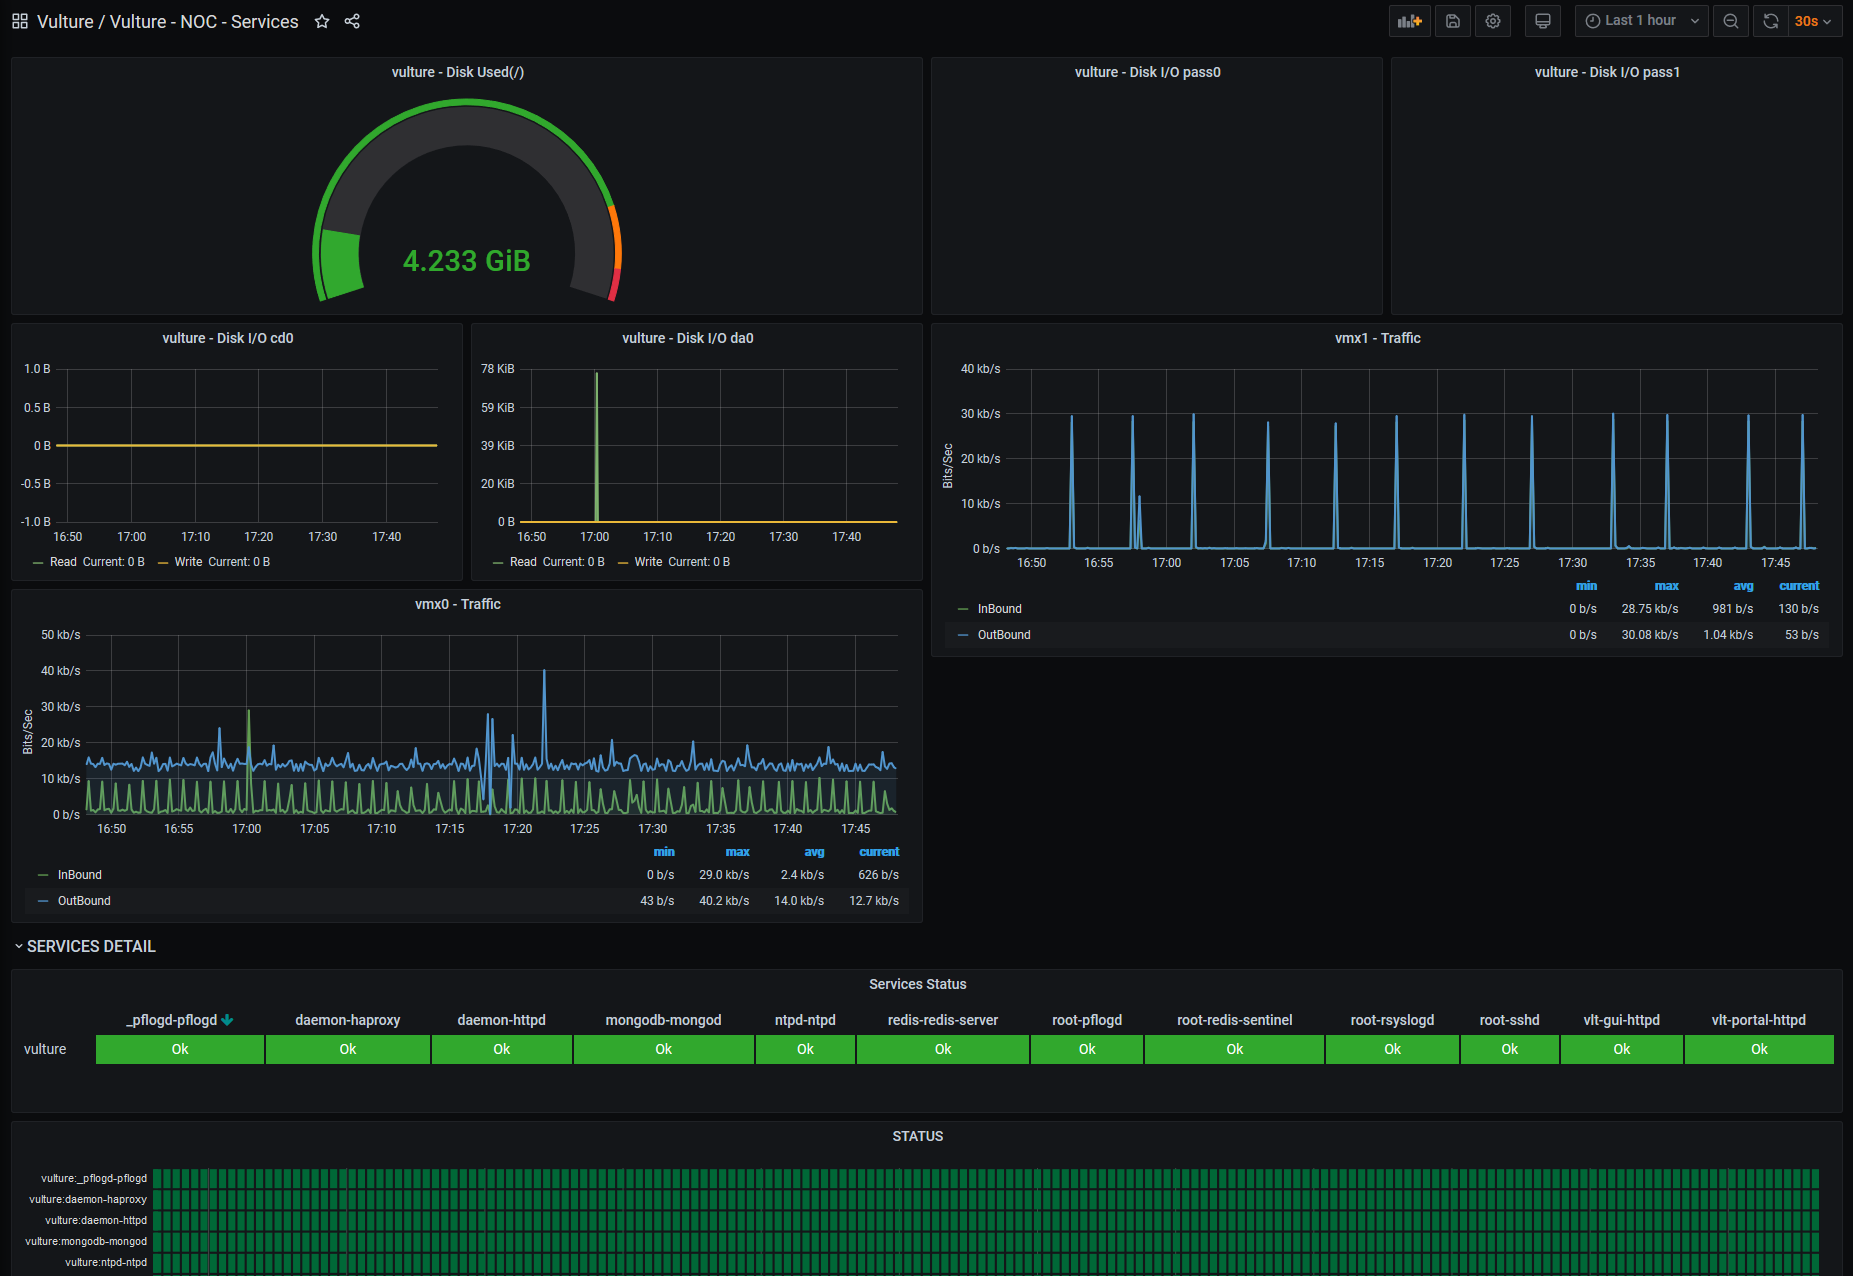 Vulture / Vulture - NOC - Services
Last 1 hour
30s
vulture - Disk Used(/)
4.233 GiB
vulture - Disk I/O pass0
vulture - Disk I/O pass1
vulture - Disk I/O cd0
1.0 B
0.5 B
0 B
-0.5 B
-1.0 B
16:50 17:00 17:10 17:20 17:30 17:40
Read Current: 0 B Write Current: 0 B
vulture - Disk I/O da0
78 KiB
59 KiB
39 KiB
20 KiB
0 B
16:50 17:00 17:10 17:20 17:30 17:40
Read Current: 0 B Write Current: 0 B
vmx1 - Traffic
Bits/Sec
40 kb/s
30 kb/s
20 kb/s
10 kb/s
0 b/s
16:50 16:55 17:00 17:05 17:10 17:15 17:20 17:25 17:30 17:35 17:40 17:45
min max avg current
InBound 0 b/s 28.75 kb/s 981 b/s 130 b/s
OutBound 0 b/s 30.08 kb/s 1.04 kb/s 53 b/s
vmx0 - Traffic
Bits/Sec
50 kb/s
40 kb/s
30 kb/s
20 kb/s
10 kb/s
0 b/s
16:50 16:55 17:00 17:05 17:10 17:15 17:20 17:25 17:30 17:35 17:40 17:45
min max avg current
InBound 0 b/s 29.0 kb/s 2.4 kb/s 626 b/s
OutBound 43 b/s 40.2 kb/s 14.0 kb/s 12.7 kb/s
SERVICES DETAIL
Services Status
_pflogd-pflogd daemon-haproxy daemon-httpd mongodb-mongod ntpd-ntpd redis-redis-server root-pflogd root-redis-sentinel root-rsyslogd root-sshd vlt-gui-httpd vlt-portal-httpd
vulture Ok Ok Ok Ok Ok Ok Ok Ok Ok Ok Ok Ok
STATUS
vulture:_pflogd-pflogd
vulture:daemon-haproxy
vulture:daemon-httpd
vulture:mongodb-mongod
vulture:ntpd-ntpd